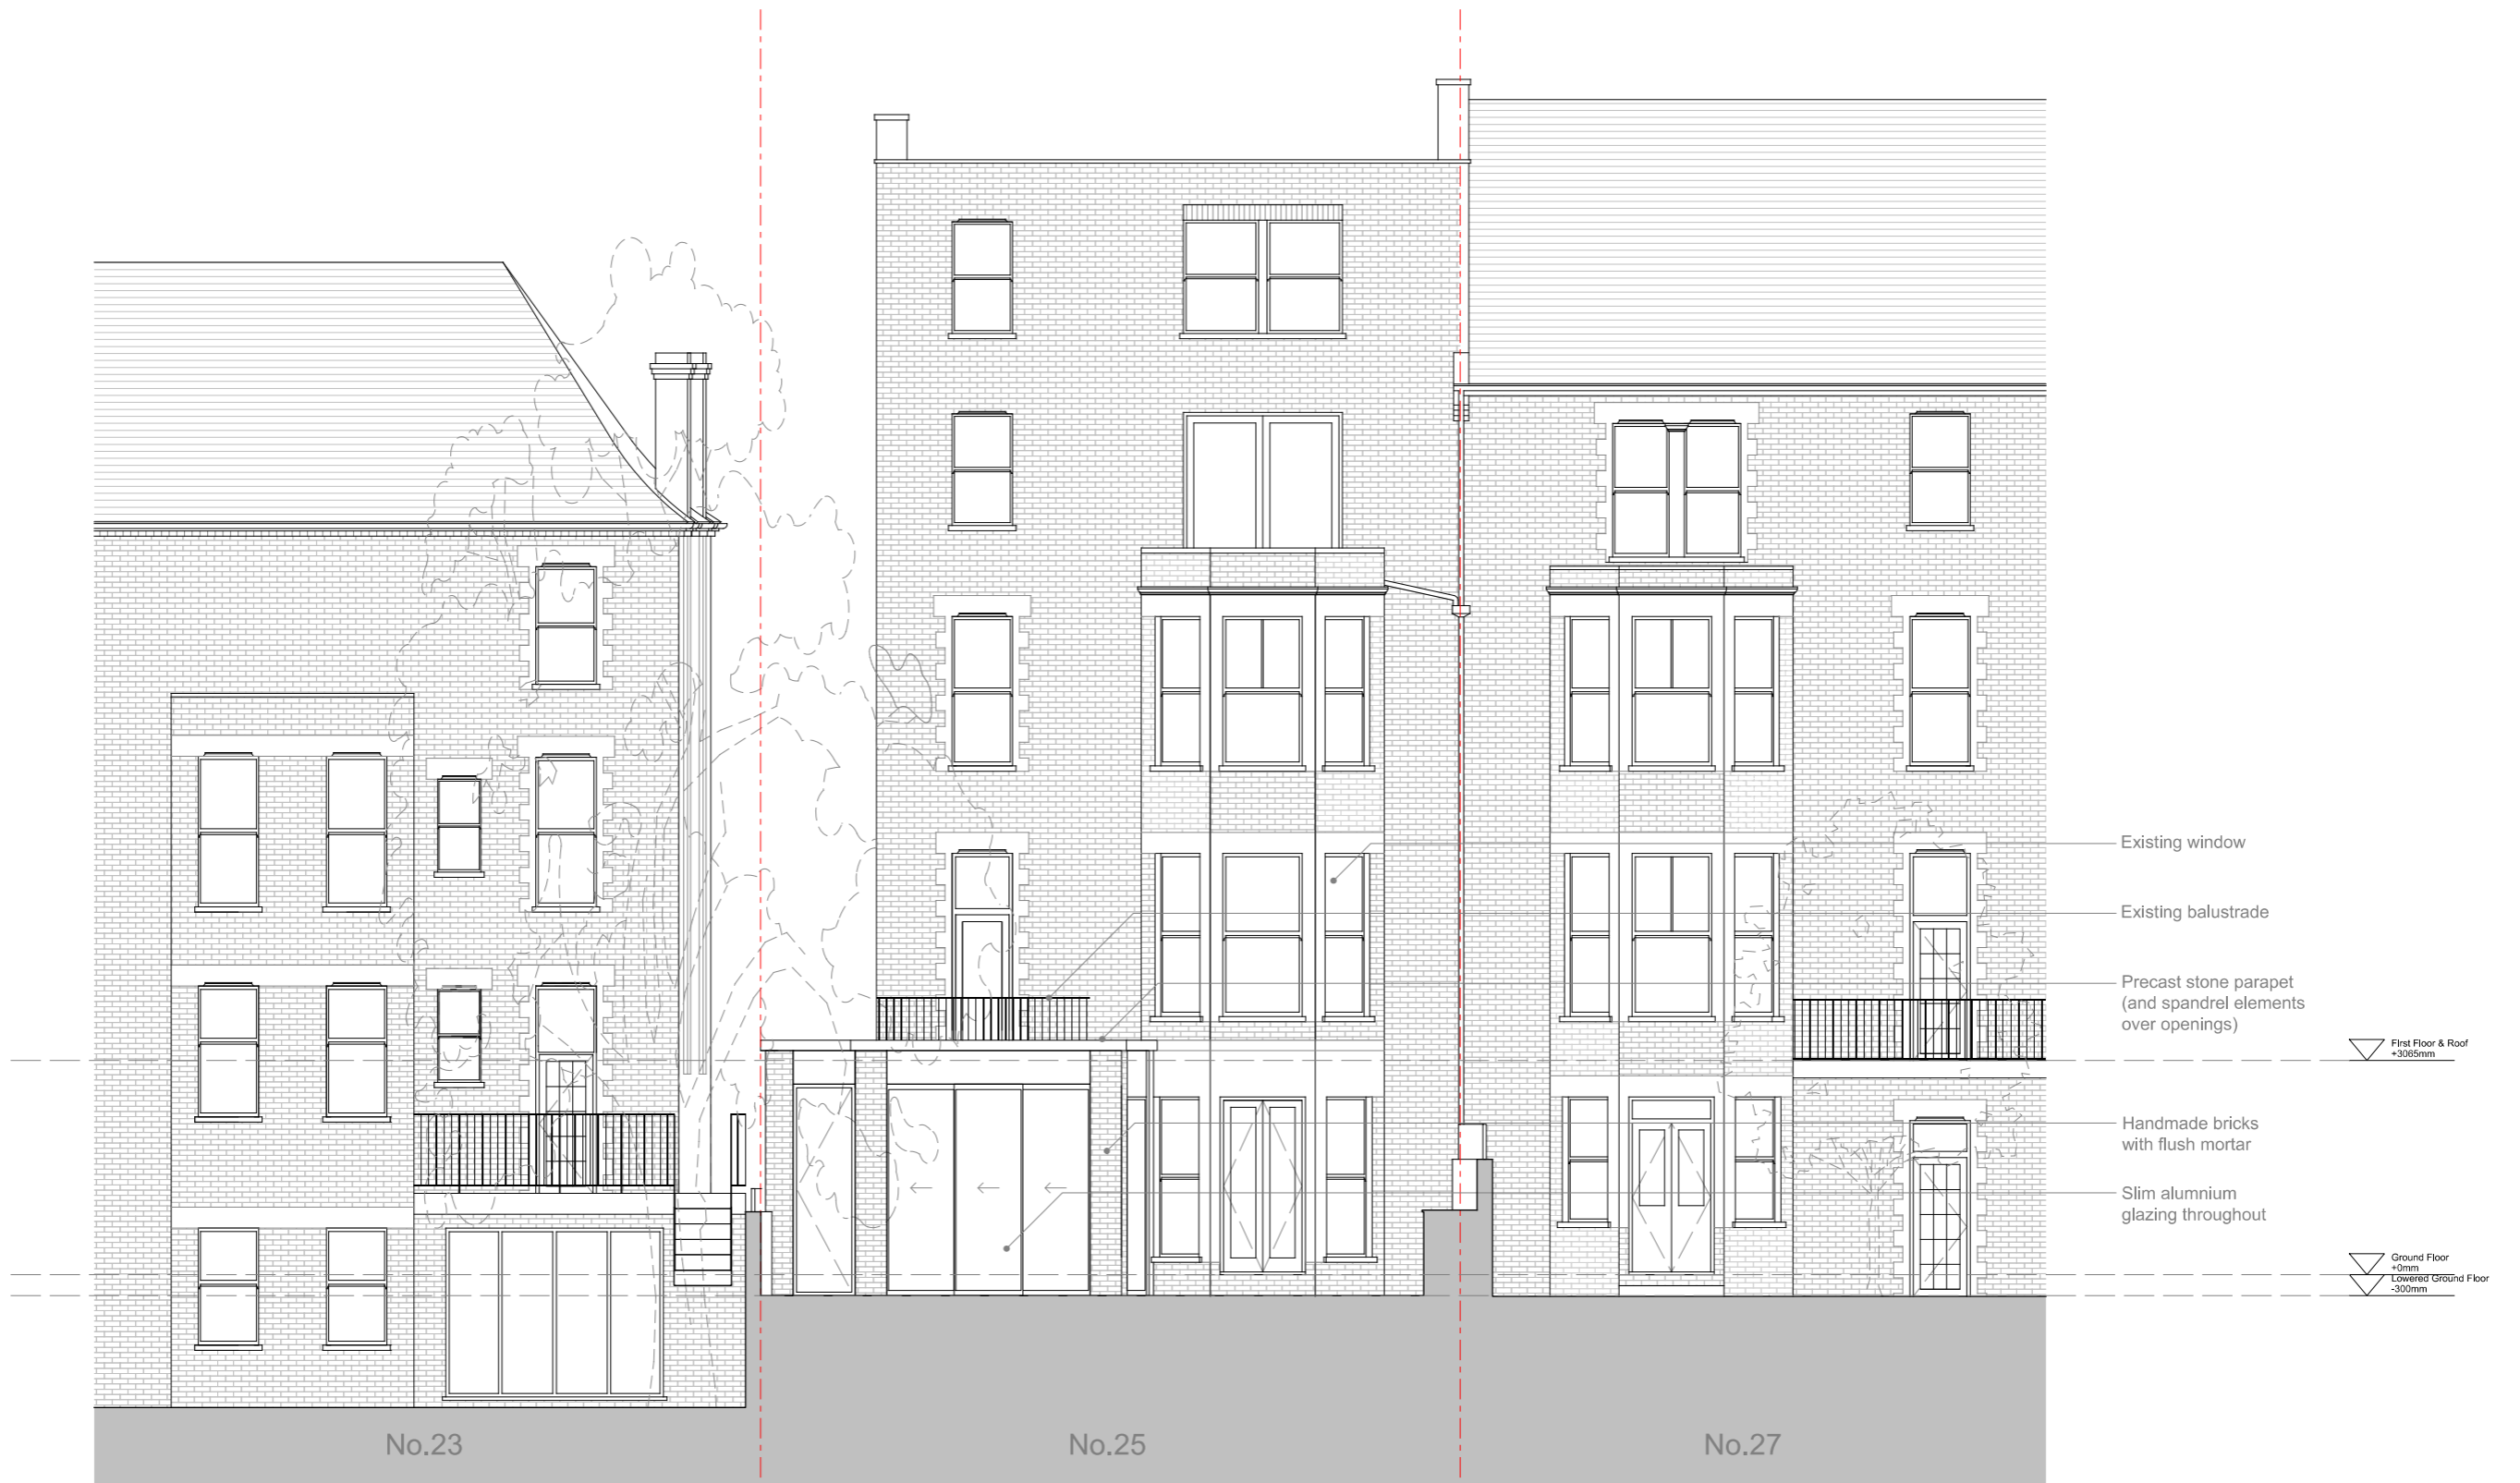 Existing window
Existing balustrade
Precast stone parapet
(and spandrel elements
over openings)
FIrst Floor & Roof
+3065mm
Handmade bricks
with flush mortar
Slim alumnium
glazing throughout
Ground Floor
+0mm
Lowered Ground Floor
-300mm
No.23
No.25
No.27